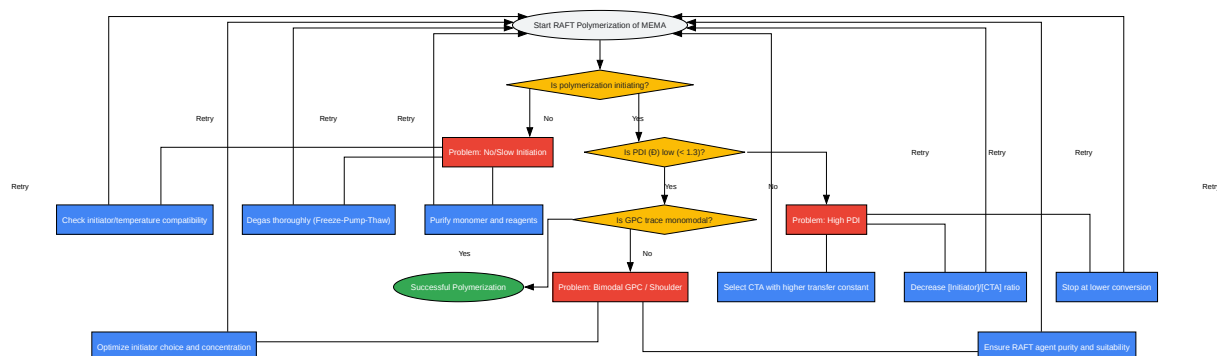 Start RAFT Polymerization of MEMA
Is polymerization initiating?
Retry
Retry
Retry
No
Yes
Problem: No/Slow Initiation
Is PDI (Đ) low (< 1.3)?
Retry
Retry
Retry
Retry
Yes
No
Retry
Check initiator/temperature compatibility
Degas thoroughly (Freeze-Pump-Thaw)
Purify monomer and reagents
Is GPC trace monomodal?
Problem: High PDI
Yes
No
Successful Polymerization
Problem: Bimodal GPC / Shoulder
Select CTA with higher transfer constant
Decrease [Initiator]/[CTA] ratio
Stop at lower conversion
Optimize initiator choice and concentration
Ensure RAFT agent purity and suitability